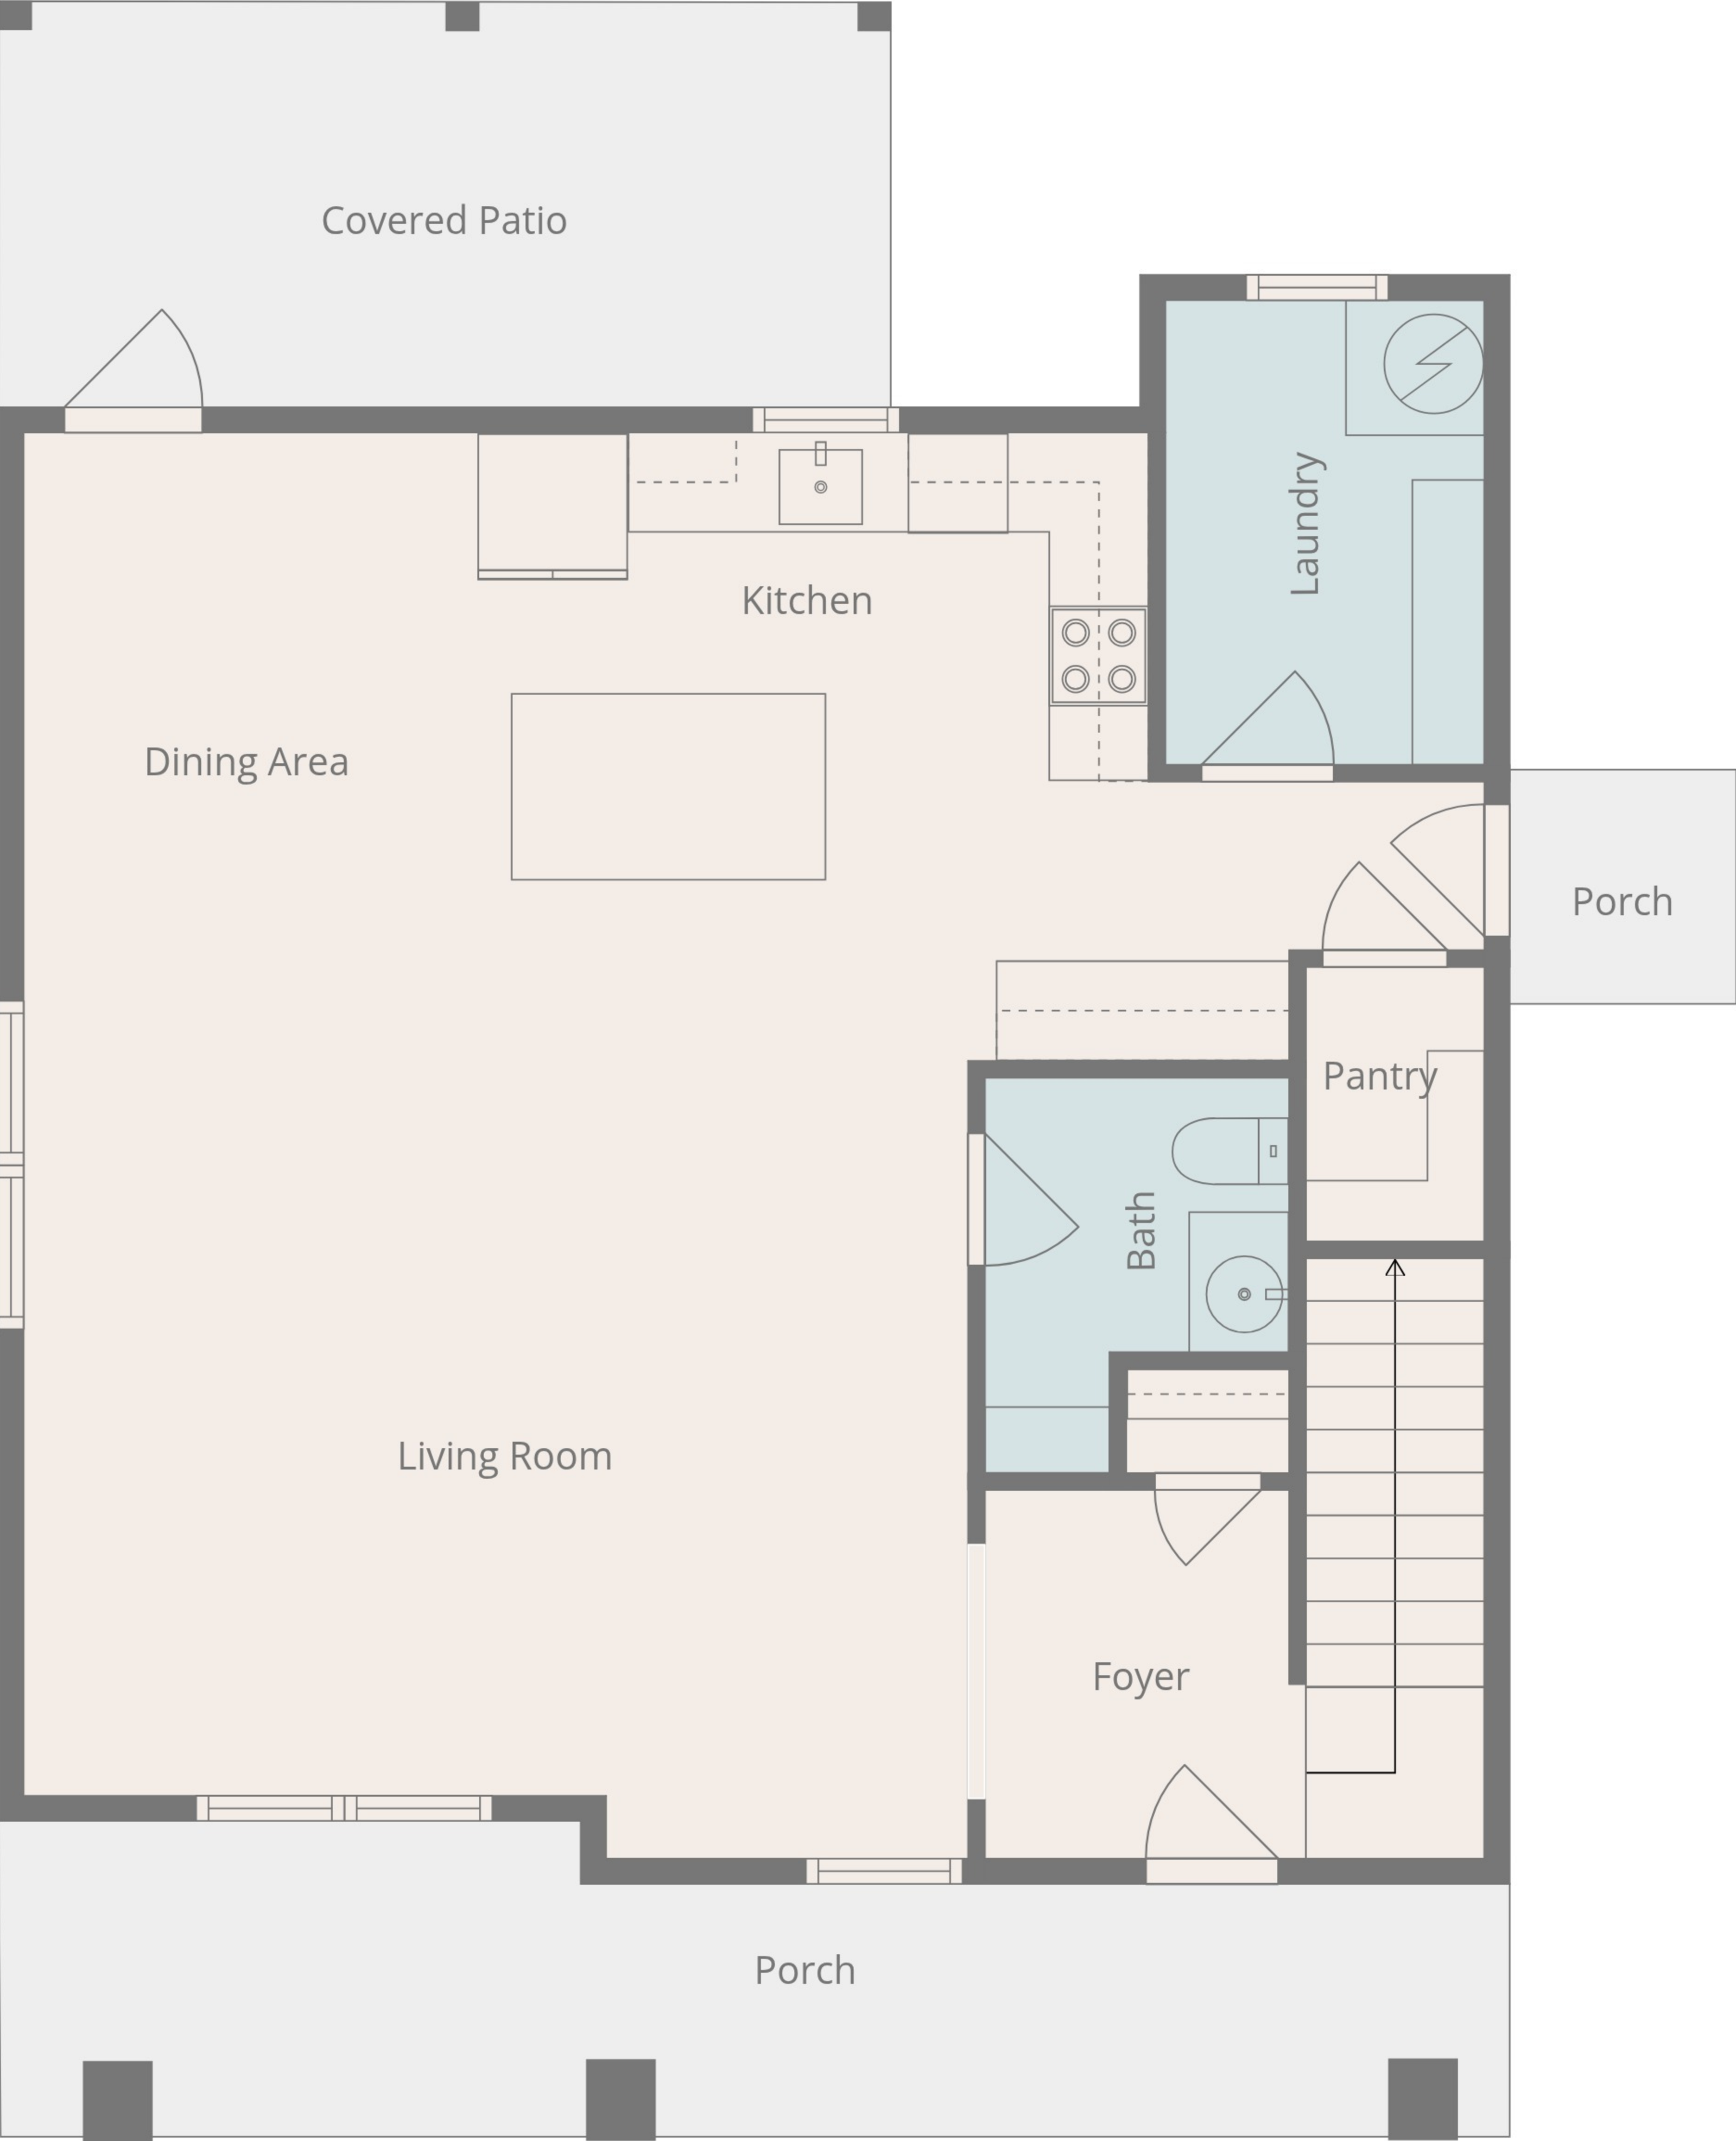 Covered Patio
Laundry
Kitchen
Dining Area
Porch
Pantry
Bath
Living Room
Foyer
Porch